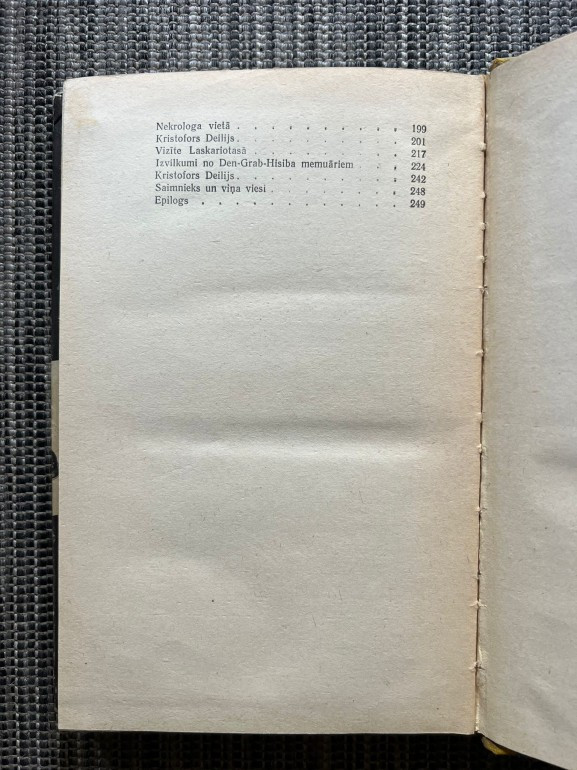 Nekrologa vietā . . . . . . . . . 199
Kristofors Deilijs . . . . . . . . . 201
Vizīte Laskarlotasā . . . . . . . . 217
Izvilkumi no Den-Grab-Hisiba memuāriem . . . 224
Kristofors Deilijs . . . . . . . . . 242
Saimnieks un viņa viesi . . . . . . . 248
Epilogs . . . . . . . . . . . 249